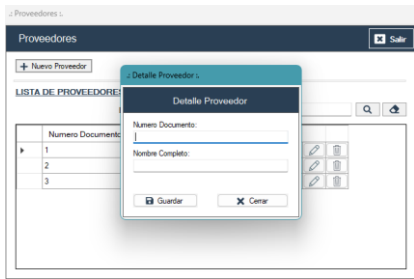 .: Proveedores :.
Proveedores
Salir
Nuevo Proveedor
.: Detalle Proveedor :.
LISTA DE PROVEEDORES
Detalle Proveedor
Numero Documento:
Numero Documento
Nombre Completo:
1
2
3
Guardar
Cerrar